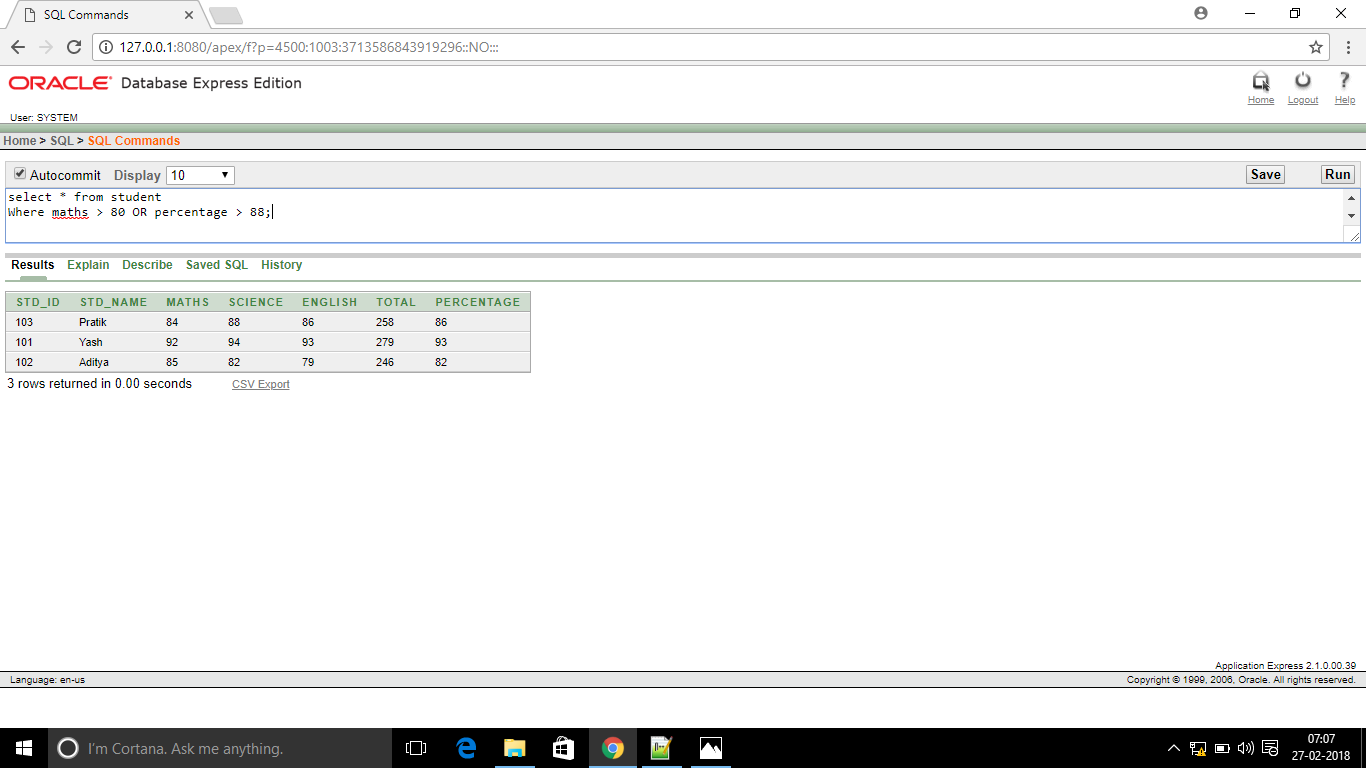 SQL Commands
127.0.0.1:8080/apex/f?p=4500:1003:3713586843919296::NO:::
ORACLE Database Express Edition
Home Logout Help
User: SYSTEM
Home > SQL > SQL Commands
Autocommit Display 10 Save Run
select * from student
Where maths > 80 OR percentage > 88;
Results Explain Describe Saved SQL History
STD_ID STD_NAME MATHS SCIENCE ENGLISH TOTAL PERCENTAGE
103 Pratik 84 88 86 258 86
101 Yash 92 94 93 279 93
102 Aditya 85 82 79 246 82
3 rows returned in 0.00 seconds CSV Export
Application Express 2.1.0.00.39
Language: en-us Copyright © 1999, 2006, Oracle. All rights reserved.
I'm Cortana. Ask me anything.
07:07
27-02-2018